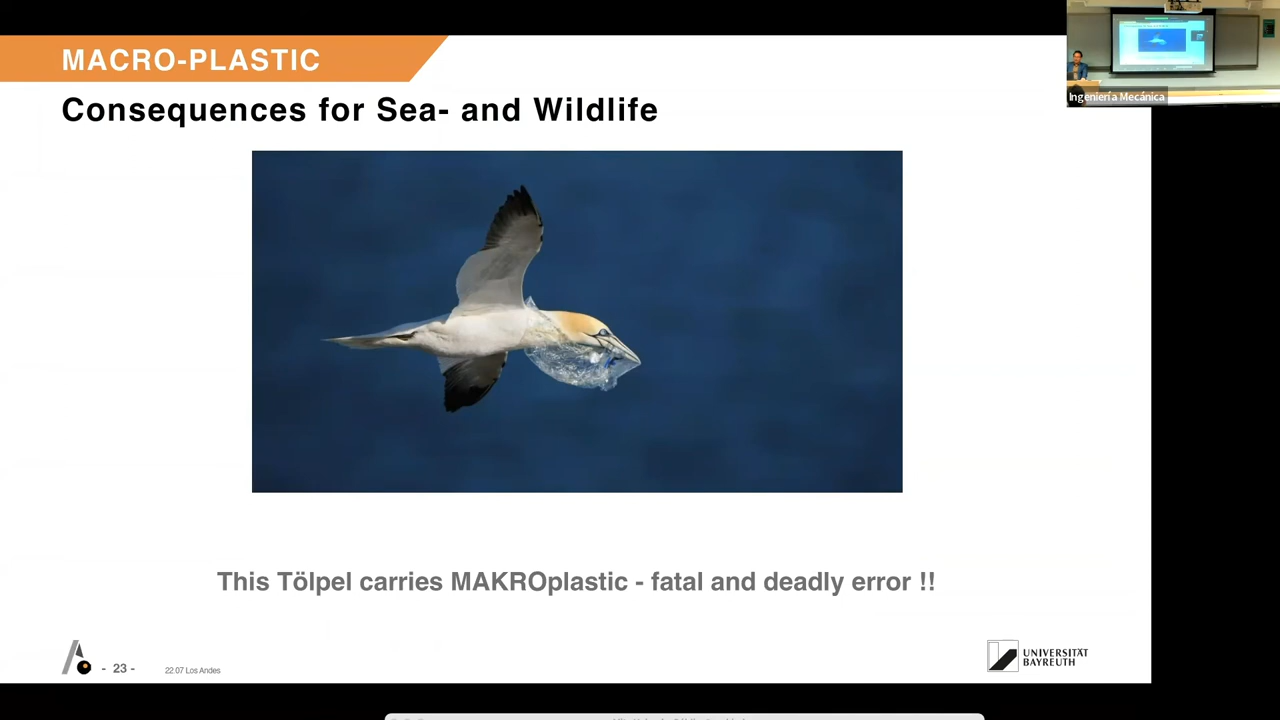 MACRO-PLASTIC
Consequences for Sea- and Wildlife
Ingeniería Mecánica
This Tölpel carries MAKROplastic - fatal and deadly error !!
- 23 -
22.07 Los Andes
UNIVERSITÄT
BAYREUTH